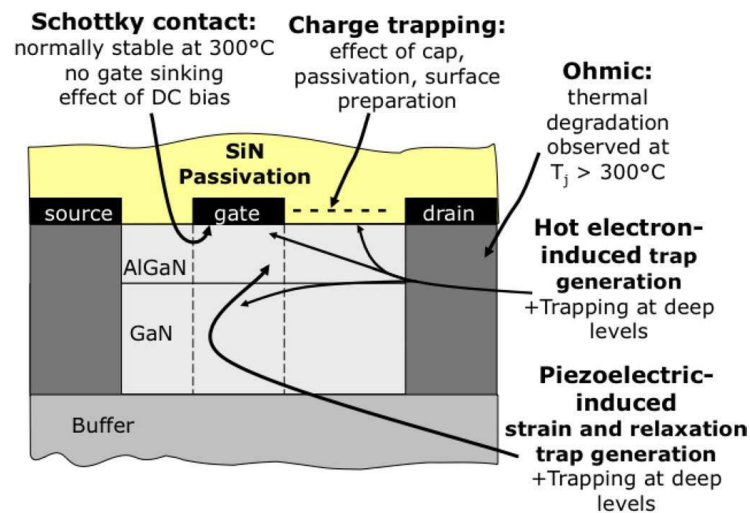 Schottky contact:
normally stable at 300°C
no gate sinking
effect of DC bias
Charge trapping:
effect of cap,
passivation, surface
preparation
Ohmic:
thermal
degradation
observed at
Tj > 300°C
SiN
Passivation
source
gate
drain
AlGaN
GaN
Buffer
Hot electron-
induced trap
generation
+Trapping at deep
levels
Piezoelectric-
induced
strain and relaxation
trap generation
+Trapping at deep
levels